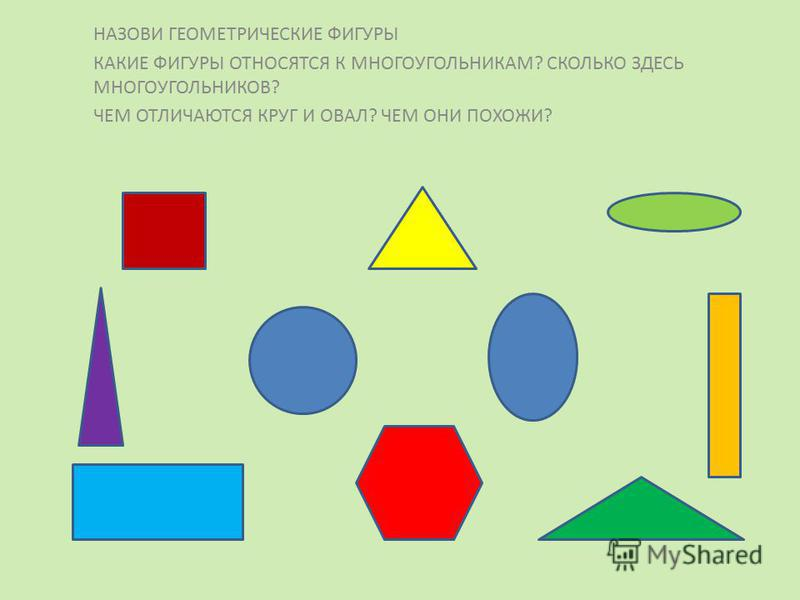 НАЗОВИ ГЕОМЕТРИЧЕСКИЕ ФИГУРЫ
КАКИЕ ФИГУРЫ ОТНОСЯТСЯ К МНОГОУГОЛЬНИКАМ? СКОЛЬКО ЗДЕСЬ
МНОГОУГОЛЬНИКОВ?
ЧЕМ ОТЛИЧАЮТСЯ КРУГ И ОВАЛ? ЧЕМ ОНИ ПОХОЖИ?
MyShared